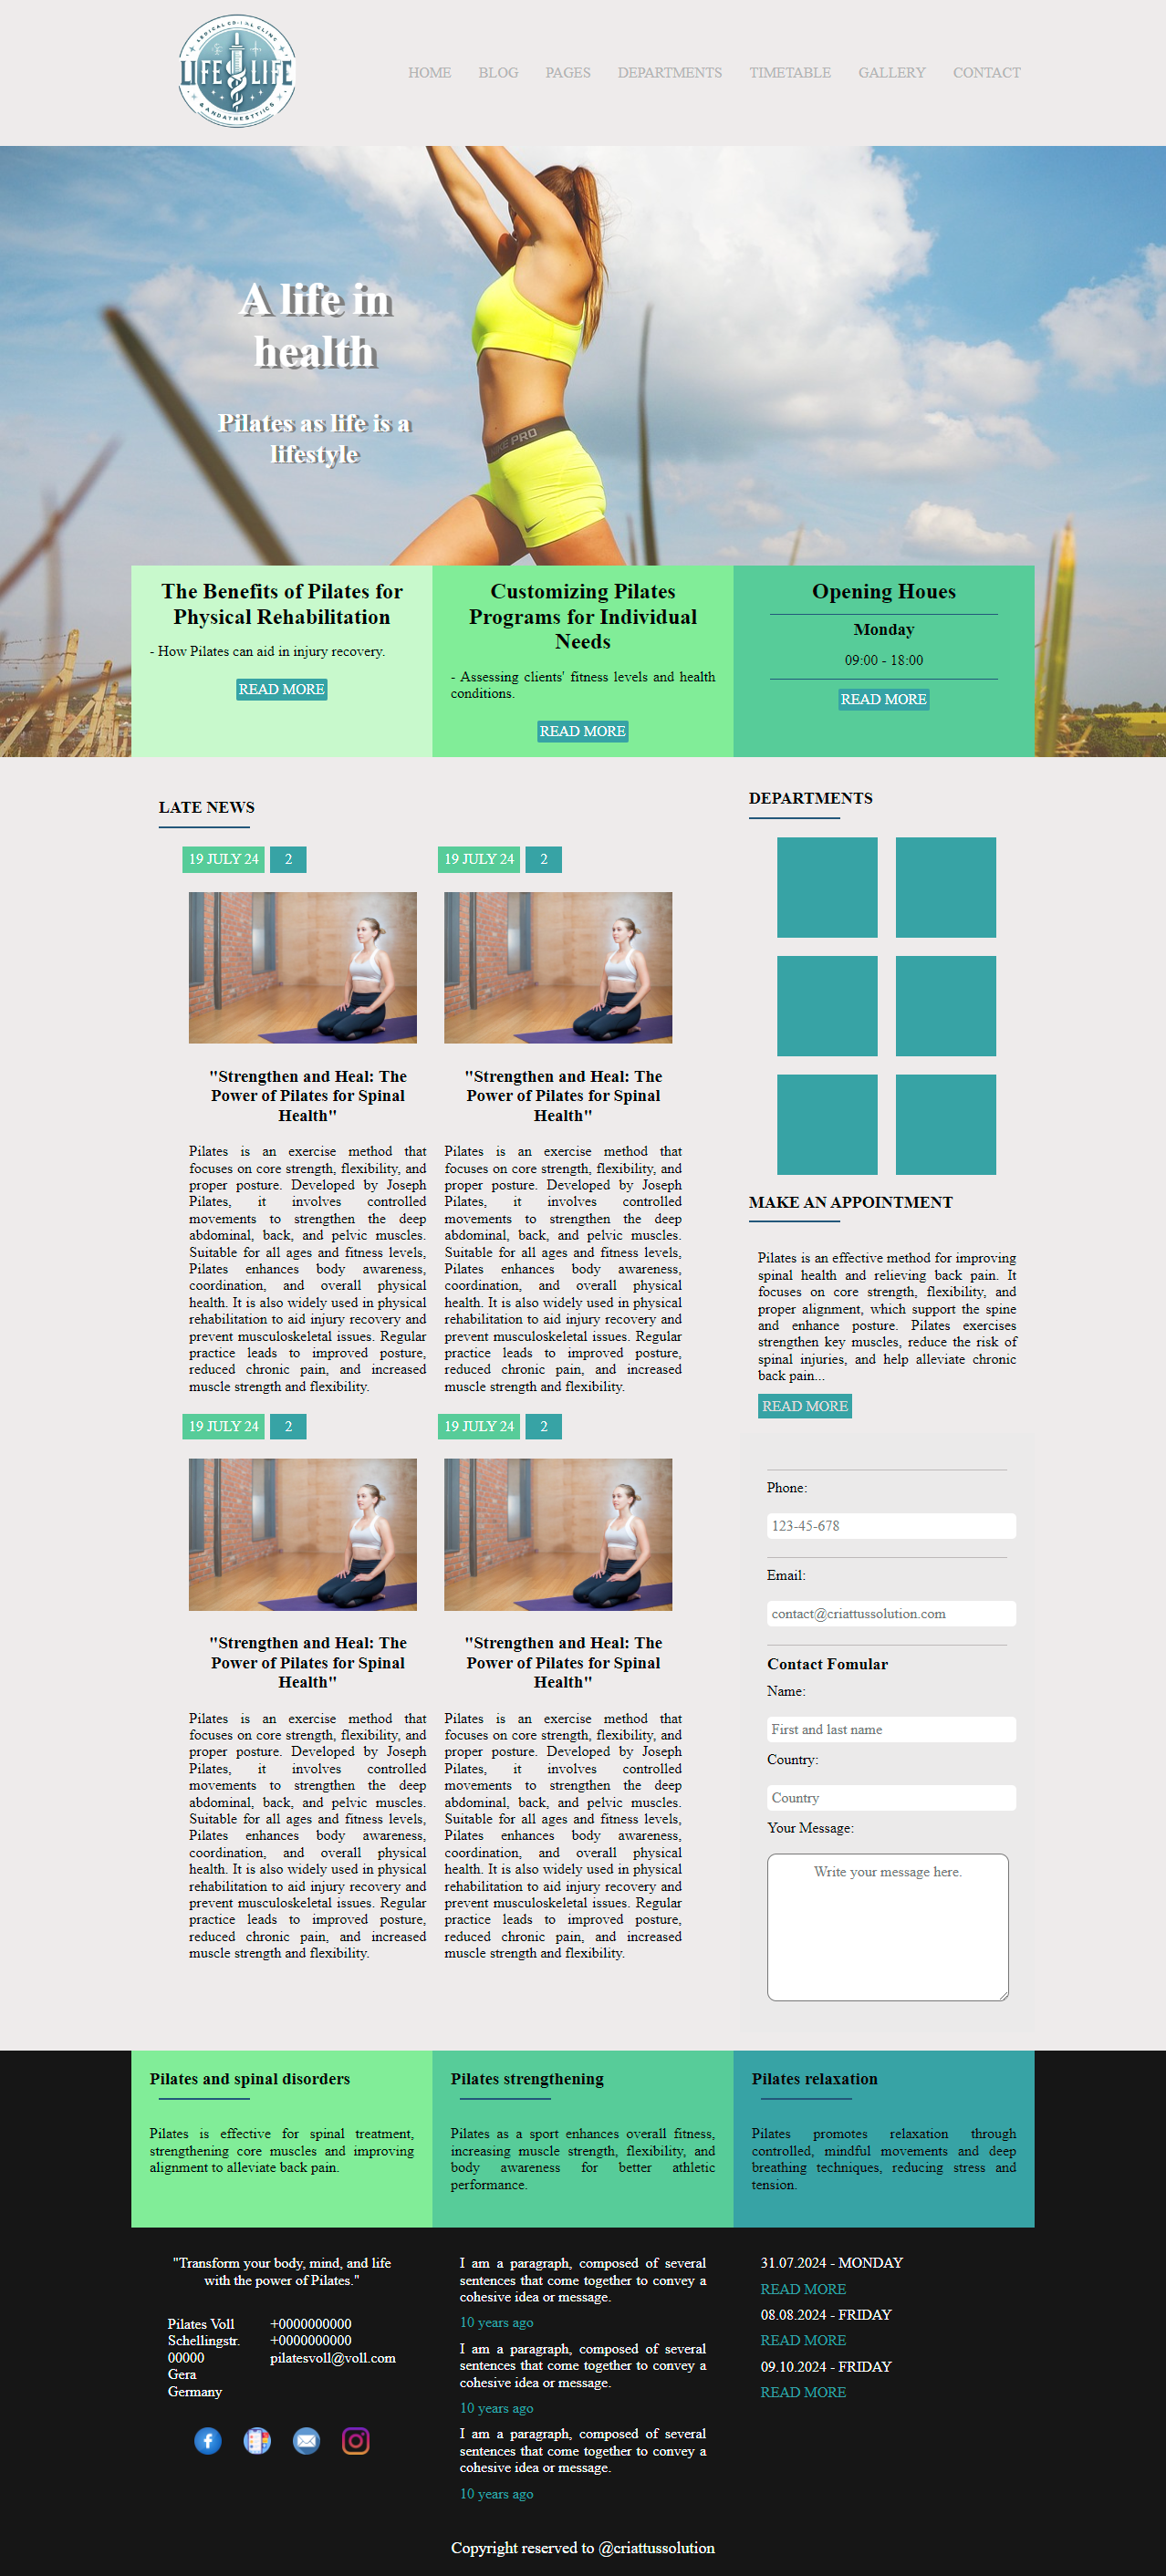 LIFE LIFE
HOME BLOG PAGES DEPARTMENTS TIMETABLE GALLERY CONTACT
A life in
health
Pilates as life is a
lifestyle
PRO
The Benefits of Pilates for
Physical Rehabilitation
- How Pilates can aid in injury recovery.
READ MORE
Customizing Pilates
Programs for Individual
Needs
- Assessing clients' fitness levels and health
conditions.
READ MORE
Opening Houes
Monday
09:00 - 18:00
READ MORE
LATE NEWS
19 JULY 24 2
"Strengthen and Heal: The
Power of Pilates for Spinal
Health"
Pilates is an exercise method that
focuses on core strength, flexibility, and
proper posture. Developed by Joseph
Pilates, it involves controlled
movements to strengthen the deep
abdominal, back, and pelvic muscles.
Suitable for all ages and fitness levels,
Pilates enhances body awareness,
coordination, and overall physical
health. It is also widely used in physical
rehabilitation to aid injury recovery and
prevent musculoskeletal issues. Regular
practice leads to improved posture,
reduced chronic pain, and increased
muscle strength and flexibility.
19 JULY 24 2
"Strengthen and Heal: The
Power of Pilates for Spinal
Health"
Pilates is an exercise method that
focuses on core strength, flexibility, and
proper posture. Developed by Joseph
Pilates, it involves controlled
movements to strengthen the deep
abdominal, back, and pelvic muscles.
Suitable for all ages and fitness levels,
Pilates enhances body awareness,
coordination, and overall physical
health. It is also widely used in physical
rehabilitation to aid injury recovery and
prevent musculoskeletal issues. Regular
practice leads to improved posture,
reduced chronic pain, and increased
muscle strength and flexibility.
19 JULY 24 2
"Strengthen and Heal: The
Power of Pilates for Spinal
Health"
Pilates is an exercise method that
focuses on core strength, flexibility, and
proper posture. Developed by Joseph
Pilates, it involves controlled
movements to strengthen the deep
abdominal, back, and pelvic muscles.
Suitable for all ages and fitness levels,
Pilates enhances body awareness,
coordination, and overall physical
health. It is also widely used in physical
rehabilitation to aid injury recovery and
prevent musculoskeletal issues. Regular
practice leads to improved posture,
reduced chronic pain, and increased
muscle strength and flexibility.
19 JULY 24 2
"Strengthen and Heal: The
Power of Pilates for Spinal
Health"
Pilates is an exercise method that
focuses on core strength, flexibility, and
proper posture. Developed by Joseph
Pilates, it involves controlled
movements to strengthen the deep
abdominal, back, and pelvic muscles.
Suitable for all ages and fitness levels,
Pilates enhances body awareness,
coordination, and overall physical
health. It is also widely used in physical
rehabilitation to aid injury recovery and
prevent musculoskeletal issues. Regular
practice leads to improved posture,
reduced chronic pain, and increased
muscle strength and flexibility.
DEPARTMENTS
MAKE AN APPOINTMENT
Pilates is an effective method for improving
spinal health and relieving back pain. It
focuses on core strength, flexibility, and
proper alignment, which support the spine
and enhance posture. Pilates exercises
strengthen key muscles, reduce the risk of
spinal injuries, and help alleviate chronic
back pain...
READ MORE
Phone:
123-45-678
Email:
contact@criattussolution.com
Contact Fomular
Name:
First and last name
Country:
Country
Your Message:
Write your message here.
Pilates and spinal disorders
Pilates is effective for spinal treatment,
strengthening core muscles and improving
alignment to alleviate back pain.
Pilates strengthening
Pilates as a sport enhances overall fitness,
increasing muscle strength, flexibility, and
body awareness for better athletic
performance.
Pilates relaxation
Pilates promotes relaxation through
controlled, mindful movements and deep
breathing techniques, reducing stress and
tension.
"Transform your body, mind, and life
with the power of Pilates."
Pilates Voll
Schellingstr.
00000
Gera
Germany
+0000000000
+0000000000
pilatesvoll@voll.com
I am a paragraph, composed of several
sentences that come together to convey a
cohesive idea or message.
10 years ago
I am a paragraph, composed of several
sentences that come together to convey a
cohesive idea or message.
10 years ago
I am a paragraph, composed of several
sentences that come together to convey a
cohesive idea or message.
10 years ago
31.07.2024 - MONDAY
READ MORE
08.08.2024 - FRIDAY
READ MORE
09.10.2024 - FRIDAY
READ MORE
Copyright reserved to @criattussolution